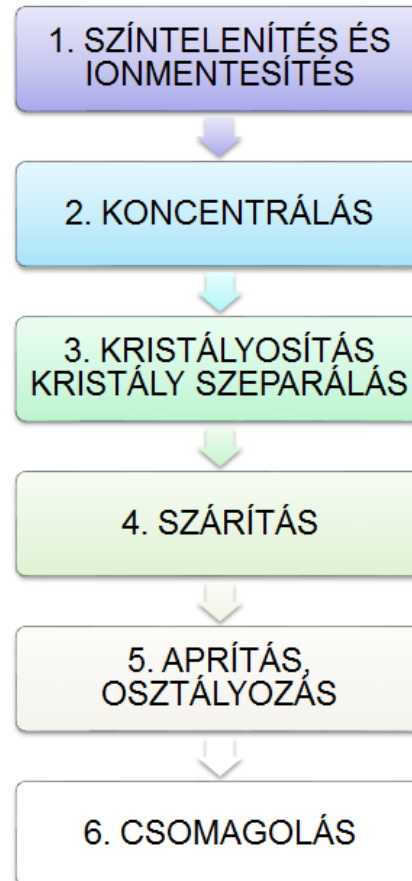 1. SZÍNTELENÍTÉS ÉS
IONMENTESÍTÉS
2. KONCENTRÁLÁS
3. KRISTÁLYOSÍTÁS
KRISTÁLY SZEPARÁLÁS
4. SZÁRÍTÁS
5. APRÍTÁS,
OSZTÁLYOZÁS
6. CSOMAGOLÁS